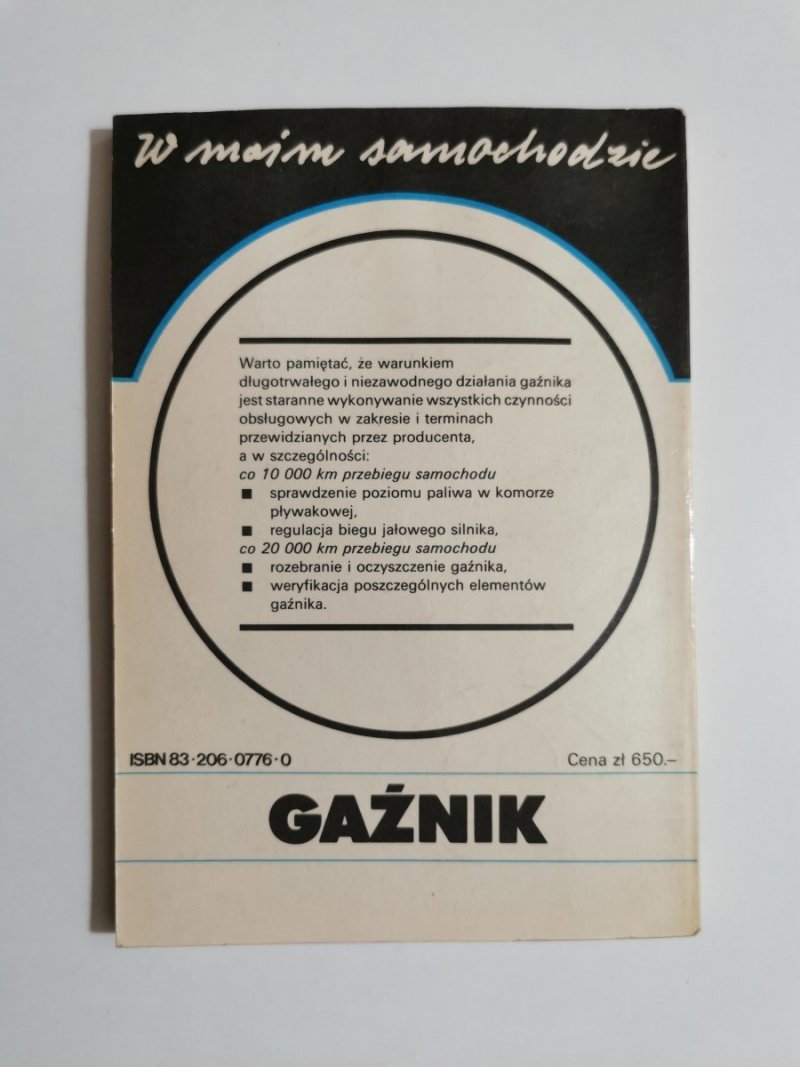 W moim samochodzie
Warto pamiętać, że warunkiem
długotrwałego i niezawodnego działania gaźnika
jest staranne wykonywanie wszystkich czynności
obsługowych w zakresie i terminach
przewidzianych przez producenta,
a w szczególności:
co 10 000 km przebiegu samochodu
■ sprawdzenie poziomu paliwa w komorze
pływakowej,
■ regulacja biegu jałowego silnika,
co 20 000 km przebiegu samochodu
■ rozebranie i oczyszczenie gaźnika,
■ weryfikacja poszczególnych elementów
gaźnika.
ISBN 83·206·0776·0 Cena zł 650.–
GAŹNIK